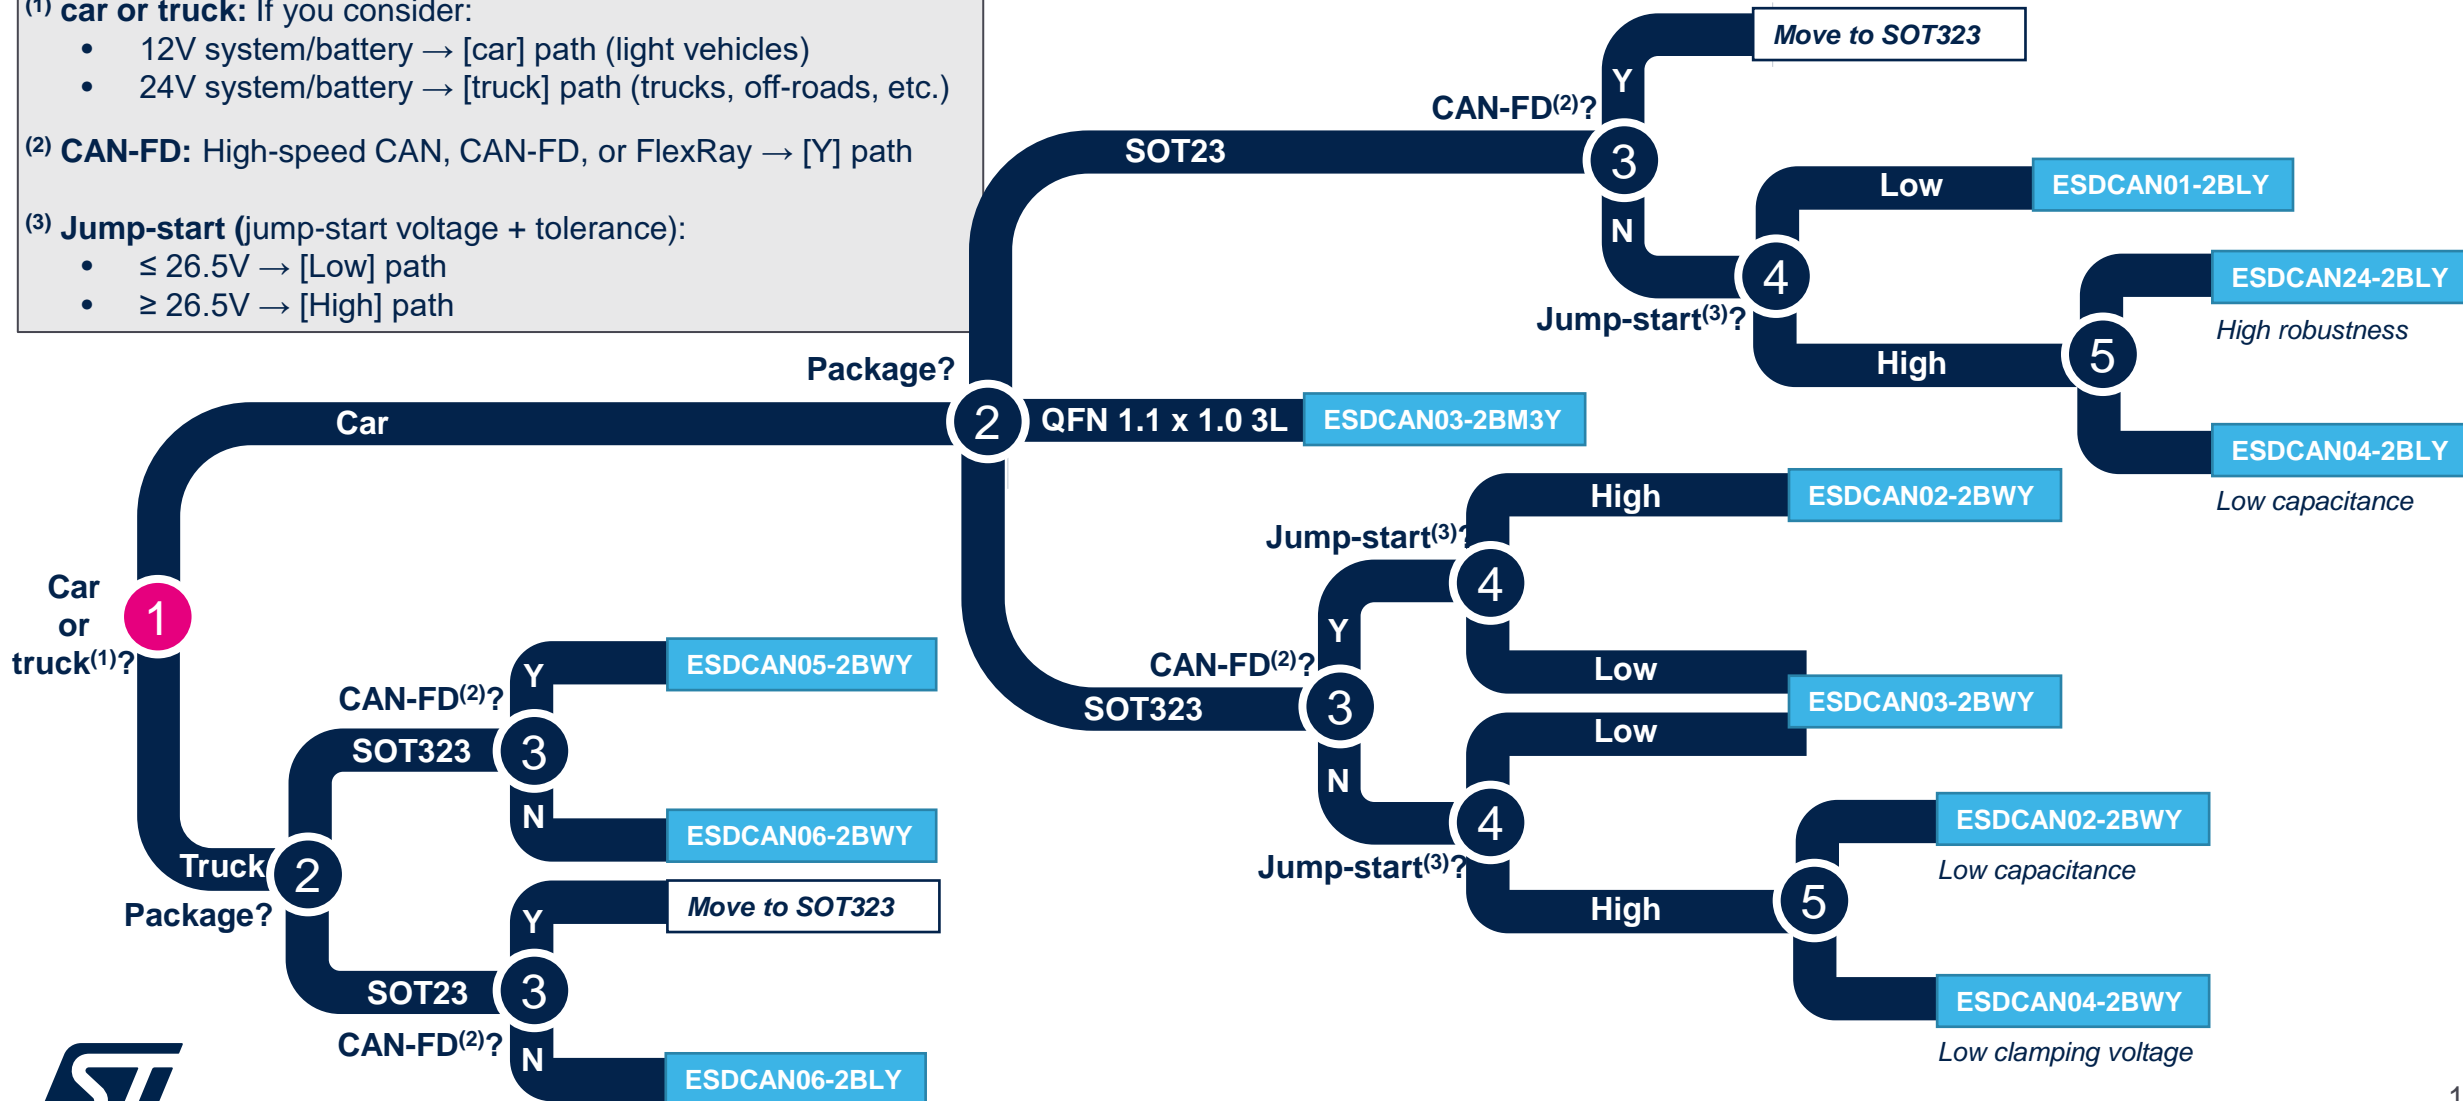 (1) car or truck: If you consider:
• 12V system/battery → [car] path (light vehicles)
• 24V system/battery → [truck] path (trucks, off-roads, etc.)
(2) CAN-FD: High-speed CAN, CAN-FD, or FlexRay → [Y] path
(3) Jump-start (jump-start voltage + tolerance):
• ≤ 26.5V → [Low] path
• ≥ 26.5V → [High] path
Car
or
truck(1)?
1
Car
Truck
Package?
2
SOT23
CAN-FD(2)?
3
Y
Move to SOT323
N
Jump-start(3)?
4
Low
ESDCAN01-2BLY
High
5
ESDCAN24-2BLY
High robustness
ESDCAN04-2BLY
Low capacitance
QFN 1.1 x 1.0 3L
ESDCAN03-2BM3Y
SOT323
CAN-FD(2)?
3
Y
Jump-start(3)?
4
High
ESDCAN02-2BWY
Low
ESDCAN03-2BWY
Low
N
4
Jump-start(3)?
High
5
ESDCAN02-2BWY
Low capacitance
ESDCAN04-2BWY
Low clamping voltage
2
Package?
SOT323
CAN-FD(2)?
3
Y
ESDCAN05-2BWY
N
ESDCAN06-2BWY
SOT23
CAN-FD(2)?
3
Y
Move to SOT323
N
ESDCAN06-2BLY
ST
1